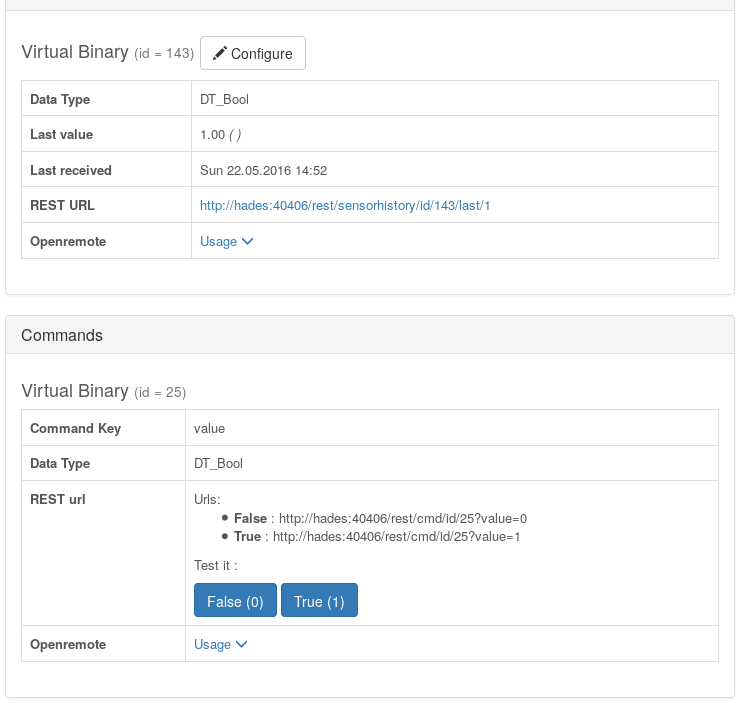 Virtual Binary (id = 143) Configure
Data Type DT_Bool
Last value 1.00 ( )
Last received Sun 22.05.2016 14:52
REST URL http://hades:40406/rest/sensorhistory/id/143/last/1
Openremote Usage
Commands
Virtual Binary (id = 25)
Command Key value
Data Type DT_Bool
REST url Urls:
• False : http://hades:40406/rest/cmd/id/25?value=0
• True : http://hades:40406/rest/cmd/id/25?value=1
Test it :
False (0) True (1)
Openremote Usage